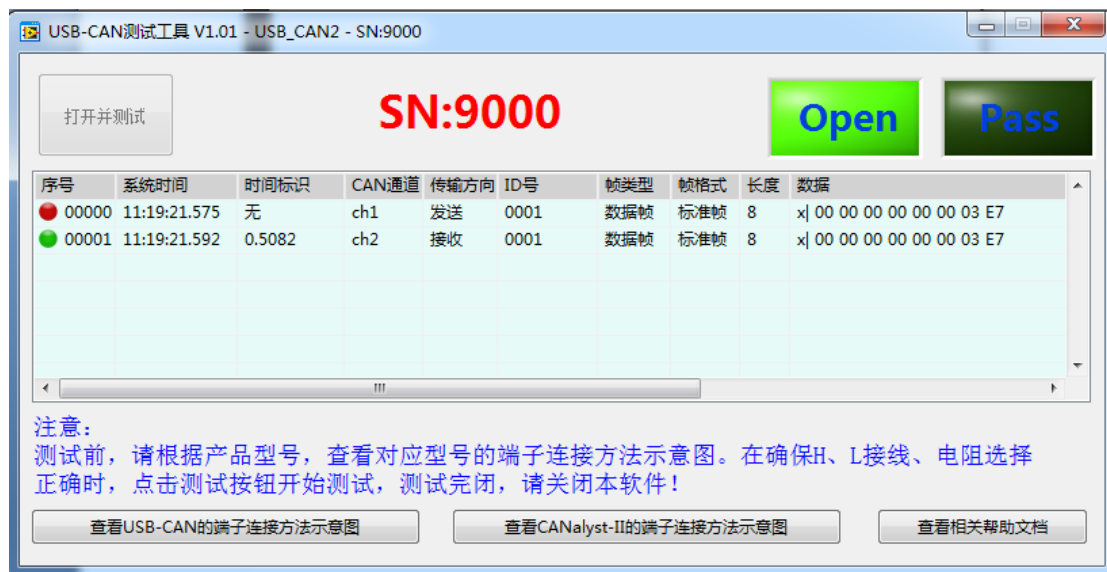 USB-CAN测试工具 V1.01 - USB_CAN2 - SN:9000
打开并测试
SN:9000
Open
Pass
序号 系统时间 时间标识 CAN通道 传输方向 ID号 帧类型 帧格式 长度 数据
00000 11:19:21.575 无 ch1 发送 0001 数据帧 标准帧 8 x| 00 00 00 00 00 00 03 E7
00001 11:19:21.592 0.5082 ch2 接收 0001 数据帧 标准帧 8 x| 00 00 00 00 00 00 03 E7
注意：
测试前，请根据产品型号，查看对应型号的端子连接方法示意图。在确保H、L接线、电阻选择
正确时，点击测试按钮开始测试，测试完闭，请关闭本软件！
查看USB-CAN的端子连接方法示意图
查看CANalyst-II的端子连接方法示意图
查看相关帮助文档